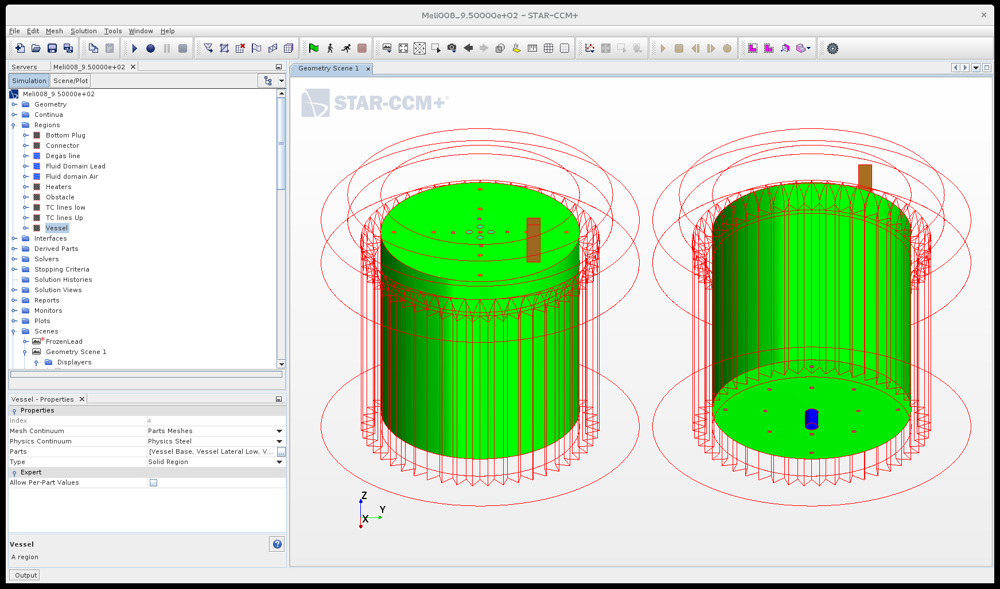 Meli008_9.50000e+02 - STAR-CCM+
File Edit Mesh Solution Tools Window Help
Servers Meli008_9.50000e+02
Simulation Scene/Plot
Meli008_9.50000e+02
Geometry
Continua
Regions
Bottom Plug
Connector
Degas line
Fluid Domain Lead
Fluid domain Air
Heaters
Obstacle
TC lines low
TC lines Up
Vessel
Interfaces
Derived Parts
Solvers
Stopping Criteria
Solution Histories
Solution Views
Reports
Monitors
Plots
Scenes
FrozenLead
Geometry Scene 1
Displayers
Vessel - Properties
Properties
Index 4
Mesh Continuum Parts Meshes
Physics Continuum Physics Steel
Parts [Vessel Base, Vessel Lateral Low, V... ...
Type Solid Region
Expert
Allow Per-Part Values
Vessel
?
A region
Output
Geometry Scene 1
STAR-CCM+®
Z
Y
X